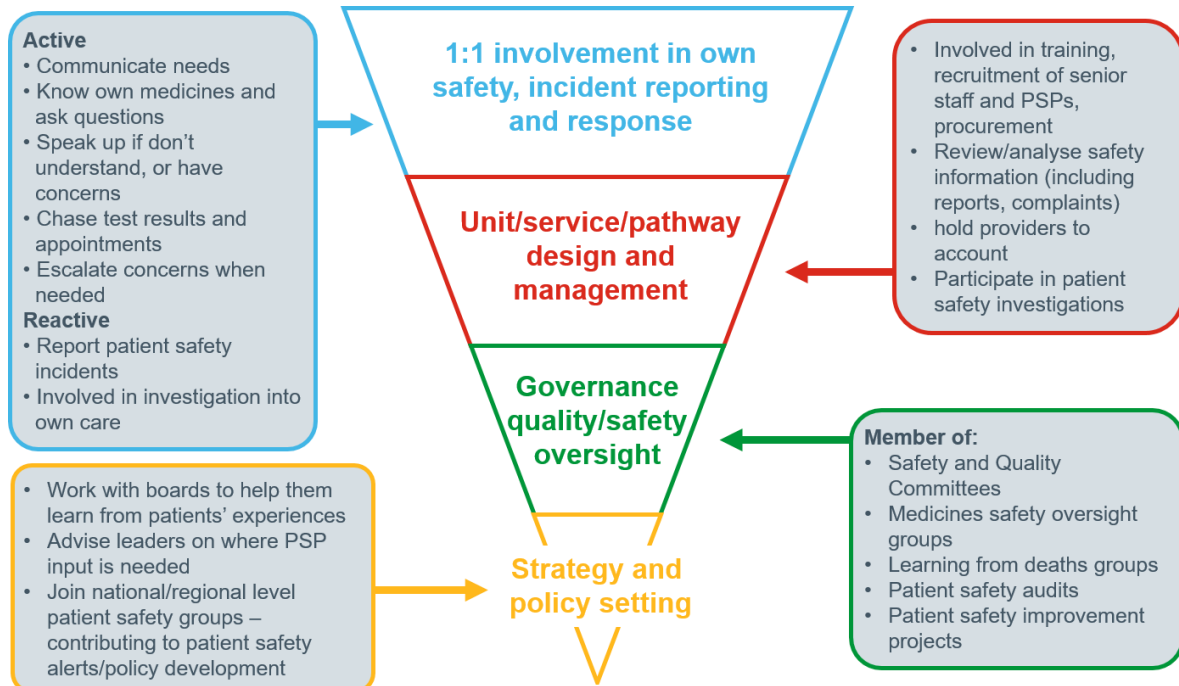 Active
• Communicate needs
• Know own medicines and
ask questions
• Speak up if don’t
understand, or have
concerns
• Chase test results and
appointments
• Escalate concerns when
needed
Reactive
• Report patient safety
incidents
• Involved in investigation into
own care
1:1 involvement in own
safety, incident reporting
and response
• Involved in training,
recruitment of senior
staff and PSPs,
procurement
• Review/analyse safety
information (including
reports, complaints)
• hold providers to
account
• Participate in patient
safety investigations
Unit/service/pathway
design and
management
Governance
quality/safety
oversight
Member of:
• Safety and Quality
Committees
• Medicines safety oversight
groups
• Learning from deaths groups
• Patient safety audits
• Patient safety improvement
projects
• Work with boards to help them
learn from patients’ experiences
• Advise leaders on where PSP
input is needed
• Join national/regional level
patient safety groups –
contributing to patient safety
alerts/policy development
Strategy and
policy setting